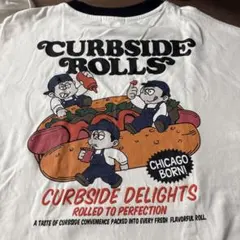 CURBSIDE
ROLLS
CHICAGO
BORN!
CURBSIDE DELIGHTS
ROLLED TO PERFECTION
A TASTE OF CURBSIDE CONVENIENCE PACKED INTO EVERY FRESH, FLAVORFUL ROLL.